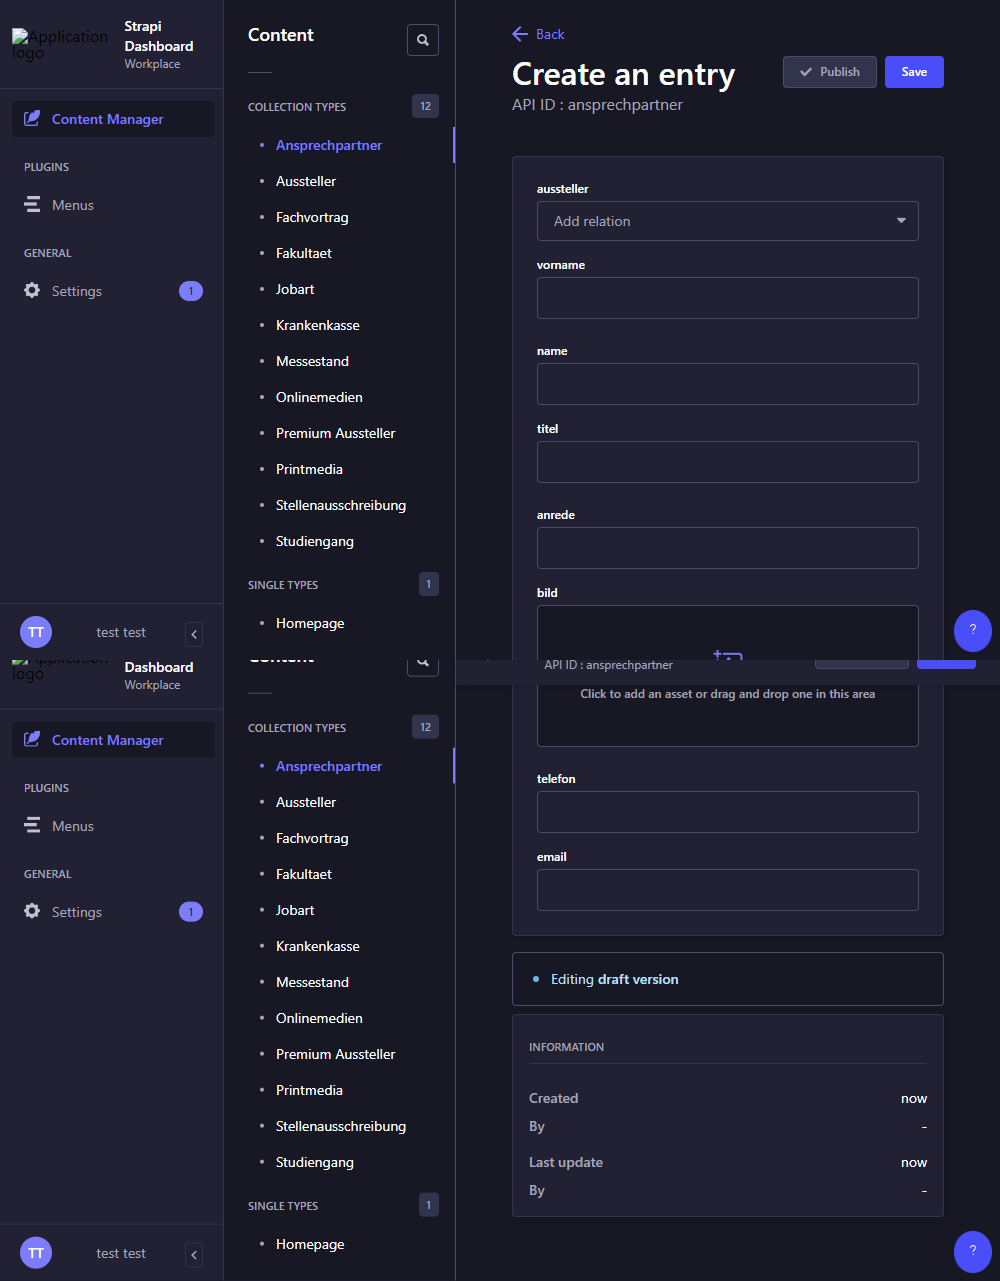 Application logo
Strapi Dashboard
Workplace
Content Manager
PLUGINS
Menus
GENERAL
Settings
1
TT
test test
Content
COLLECTION TYPES
12
Ansprechpartner
Aussteller
Fachvortrag
Fakultaet
Jobart
Krankenkasse
Messestand
Onlinemedien
Premium Aussteller
Printmedia
Stellenausschreibung
Studiengang
SINGLE TYPES
1
Homepage
Back
Create an entry
API ID : ansprechpartner
Publish
Save
aussteller
Add relation
vorname
name
titel
anrede
bild
?
Application logo
Dashboard
Workplace
Content Manager
PLUGINS
Menus
GENERAL
Settings
1
TT
test test
Content
COLLECTION TYPES
12
Ansprechpartner
Aussteller
Fachvortrag
Fakultaet
Jobart
Krankenkasse
Messestand
Onlinemedien
Premium Aussteller
Printmedia
Stellenausschreibung
Studiengang
SINGLE TYPES
1
Homepage
API ID : ansprechpartner
Click to add an asset or drag and drop one in this area
telefon
email
Editing draft version
INFORMATION
Created
now
By
-
Last update
now
By
-
?